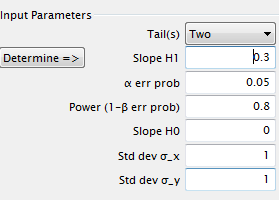 Input Parameters
Tail(s) Two
Determine => Slope H1 0.3
α err prob 0.05
Power (1-β err prob) 0.8
Slope H0 0
Std dev σ_x 1
Std dev σ_y 1